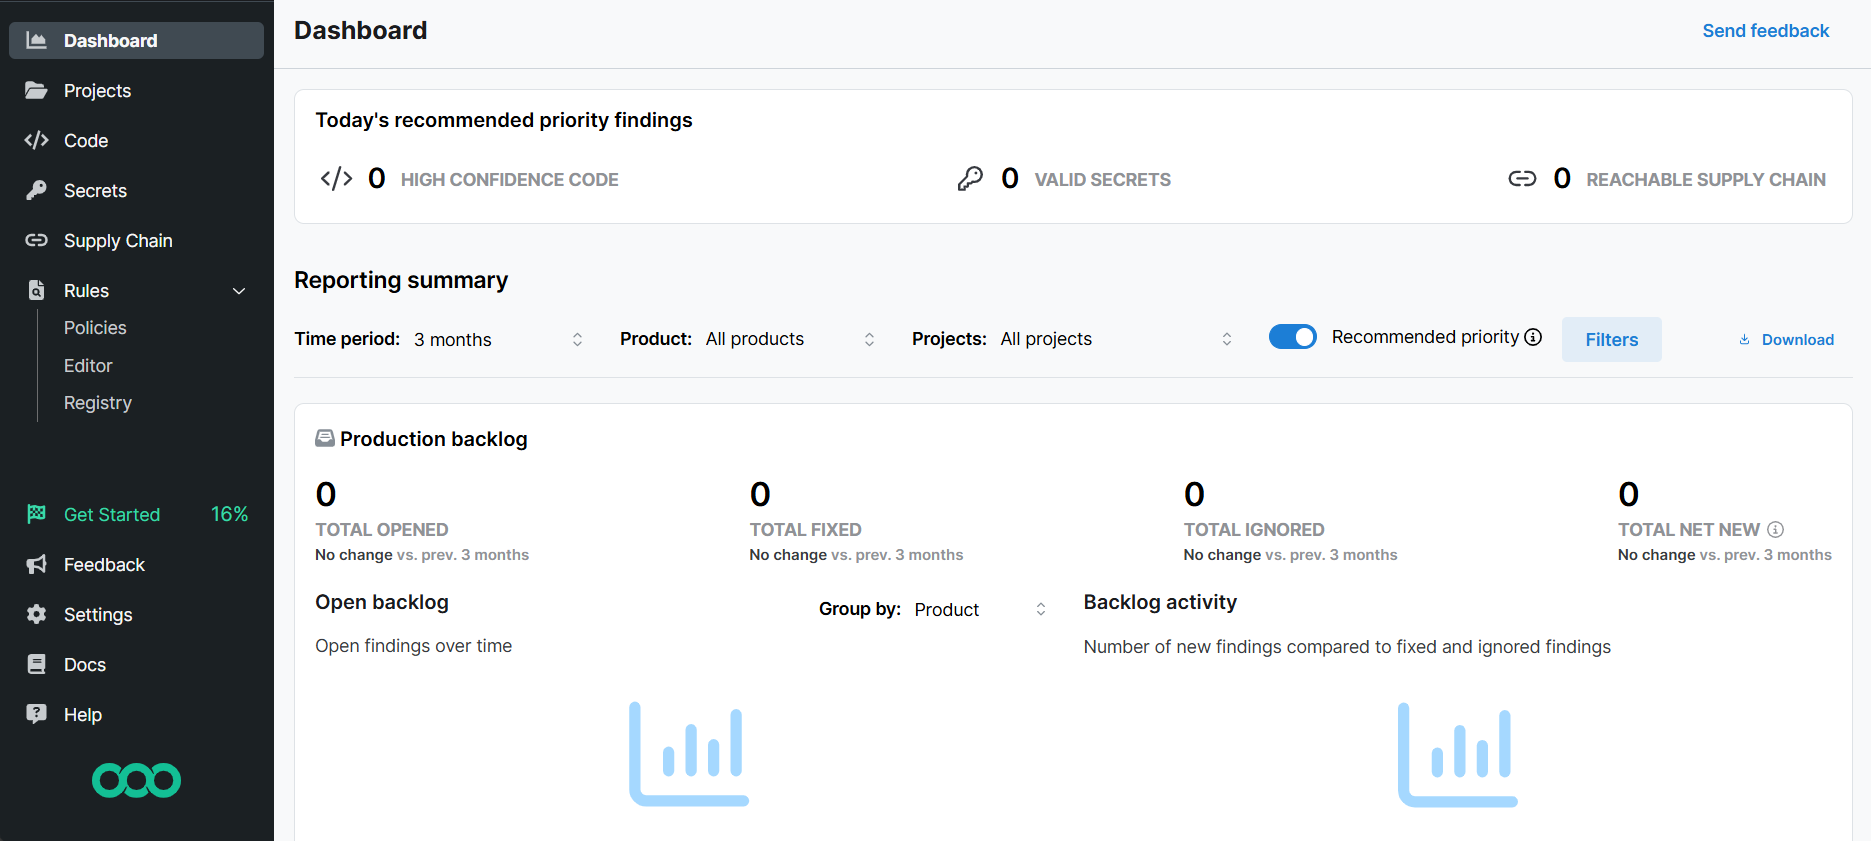 Dashboard
Projects
Code
Secrets
Supply Chain
Rules
Policies
Editor
Registry
Get Started 16%
Feedback
Settings
Docs
Help
Dashboard
Send feedback
Today's recommended priority findings
0 HIGH CONFIDENCE CODE
0 VALID SECRETS
0 REACHABLE SUPPLY CHAIN
Reporting summary
Time period: 3 months
Product: All products
Projects: All projects
Recommended priority
Filters
Download
Production backlog
0
TOTAL OPENED
No change vs. prev. 3 months
0
TOTAL FIXED
No change vs. prev. 3 months
0
TOTAL IGNORED
No change vs. prev. 3 months
0
TOTAL NET NEW
No change vs. prev. 3 months
Open backlog
Group by: Product
Open findings over time
Backlog activity
Number of new findings compared to fixed and ignored findings